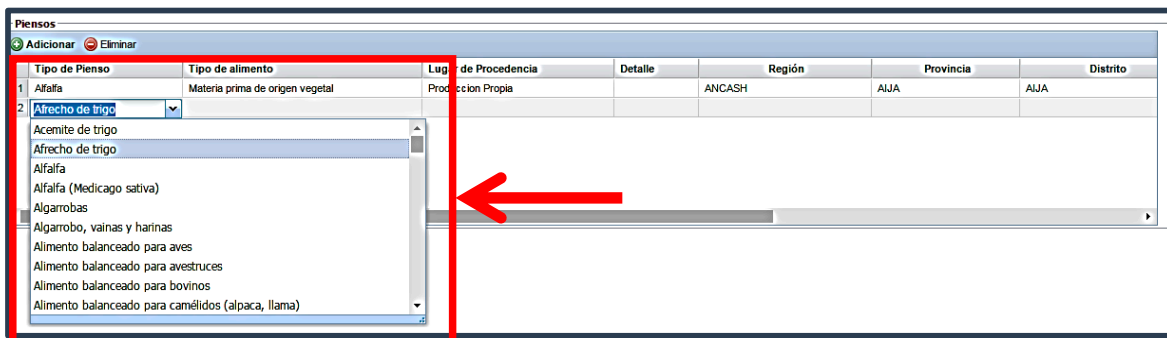 Piensos
Adicionar Eliminar
Tipo de Pienso Tipo de alimento Lugar de Procedencia Detalle Región Provincia Distrito
1 Alfalfa Materia prima de origen vegetal Produccion Propia ANCASH AIJA AIJA
2 Afrecho de trigo
Acemite de trigo
Afrecho de trigo
Alfalfa
Alfalfa (Medicago sativa)
Algarrobas
Algarrobo, vainas y harinas
Alimento balanceado para aves
Alimento balanceado para avestruces
Alimento balanceado para bovinos
Alimento balanceado para camélidos (alpaca, llama)